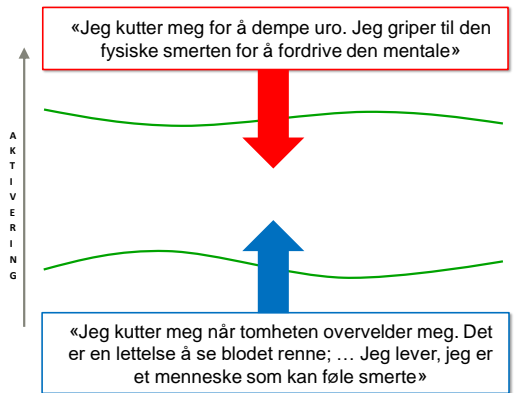 «Jeg kutter meg for å dempe uro. Jeg griper til den
fysiske smerten for å fordrive den mentale»
AKTIVERING
«Jeg kutter meg når tomheten overvelder meg. Det
er en lettelse å se blodet renne; … Jeg lever, jeg er
et menneske som kan føle smerte»